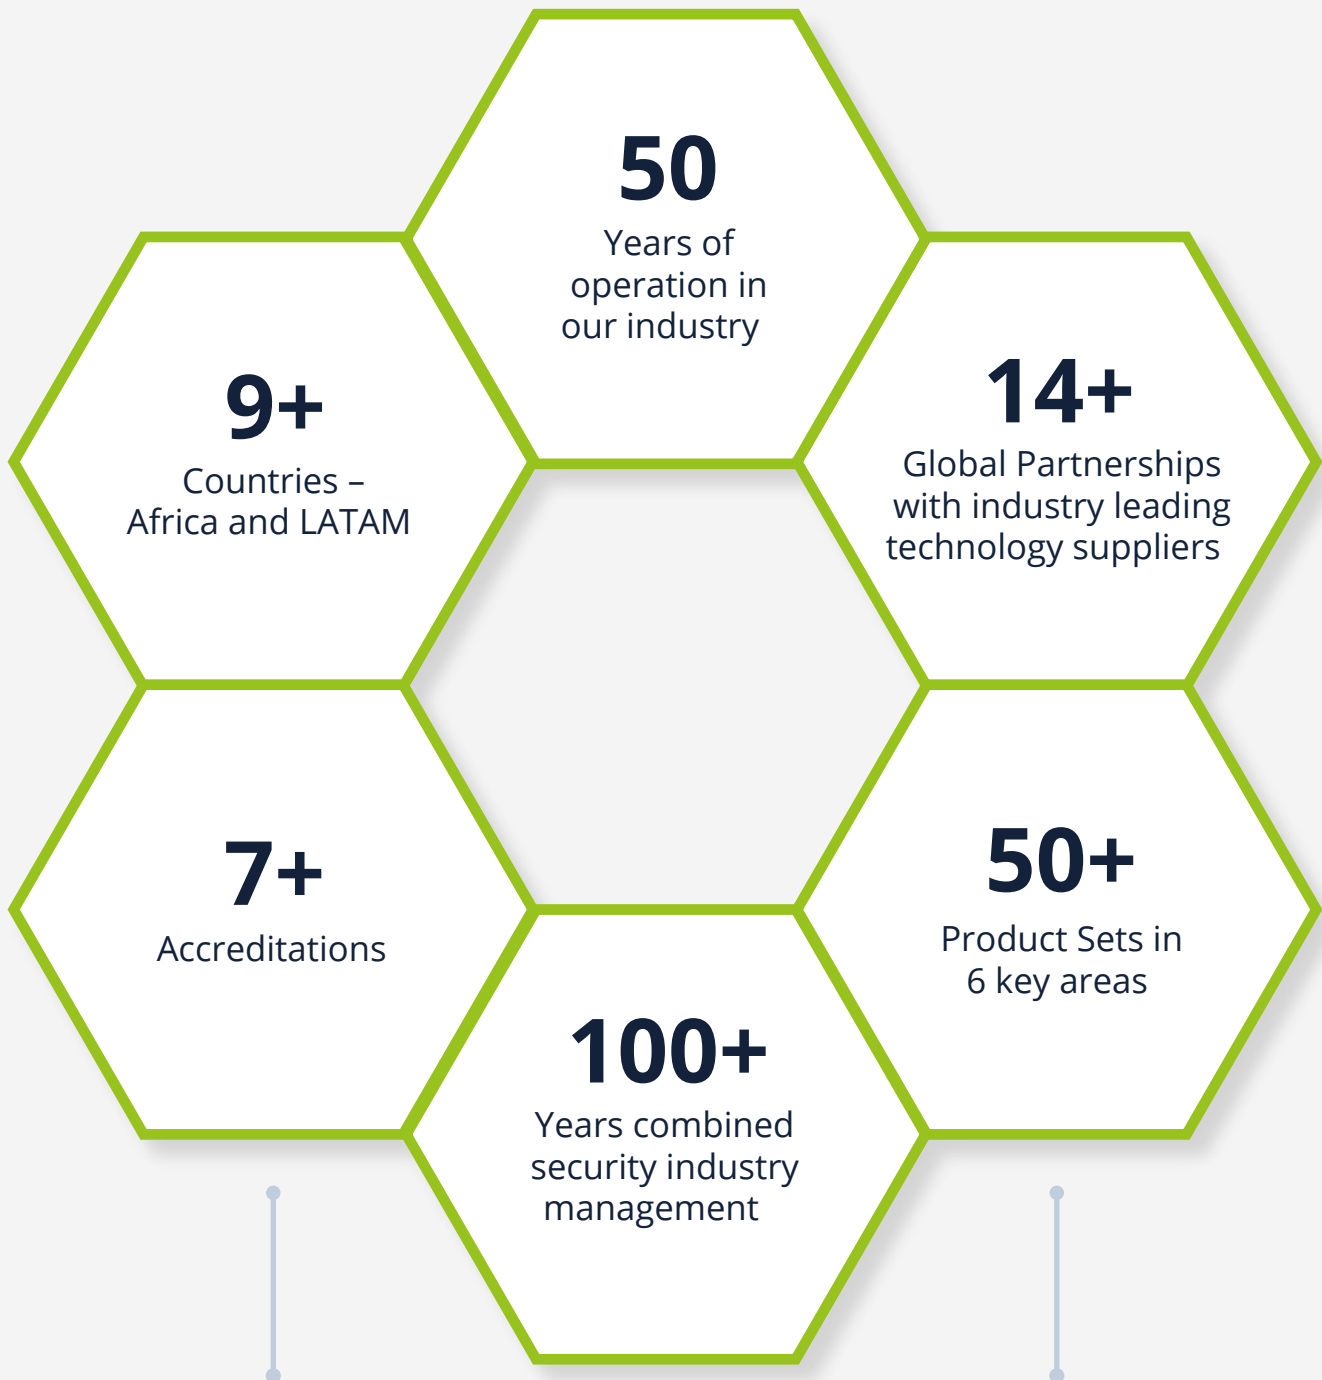 50
Years of
operation in
our industry
9+
Countries –
Africa and LATAM
14+
Global Partnerships
with industry leading
technology suppliers
7+
Accreditations
50+
Product Sets in
6 key areas
100+
Years combined
security industry
management